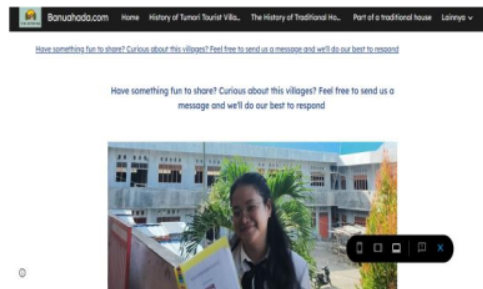 Banuahada.com Home History of Tumori Tourist Villa... The History of Traditional Ho... Part of a traditional house Lainnya
Have something fun to share? Curious about this villages? Feel free to send us a message and we'll do our best to respond
Have something fun to share? Curious about this villages? Feel free to send us a
message and we'll do our best to respond